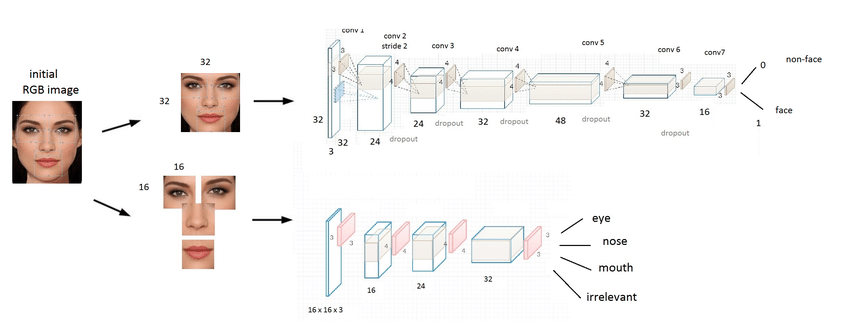 initial
RGB image
32
32
conv 1
conv 2
stride 2
conv 3
conv 4
conv 5
conv 6
conv7
3
3
4
4
4
4
4
4
4
4
3
3
3
3
32
3
32
24
24
32
48
32
16
dropout
dropout
dropout
dropout
dropout
0
non-face
face
1
16
16
3
3
4
4
4
4
3
3
16
24
32
16 x 16 x 3
eye
nose
mouth
irrelevant